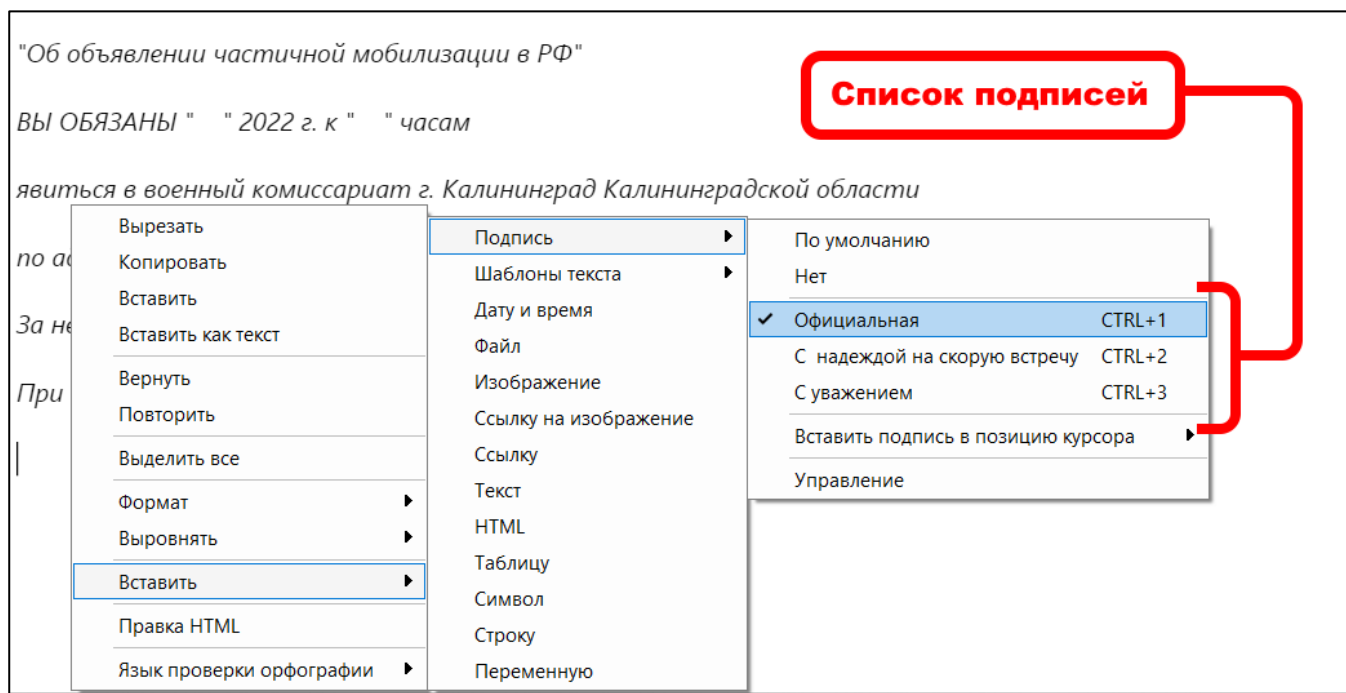 "Об объявлении частичной мобилизации в РФ"
Список подписей
ВЫ ОБЯЗАНЫ " " 2022 г. к " " часам
явиться в военный комиссариат г. Калининград Калининградской области
по
За
При
Вырезать
Копировать
Вставить
Вставить как текст
Вернуть
Повторить
Выделить все
Формат
Выровнять
Вставить
Правка HTML
Язык проверки орфографии
Подпись
Шаблоны текста
Дату и время
Файл
Изображение
Ссылку на изображение
Ссылку
Текст
HTML
Таблицу
Символ
Строку
Переменную
По умолчанию
Нет
Официальная CTRL+1
С надеждой на скорую встречу CTRL+2
С уважением CTRL+3
Вставить подпись в позицию курсора
Управление